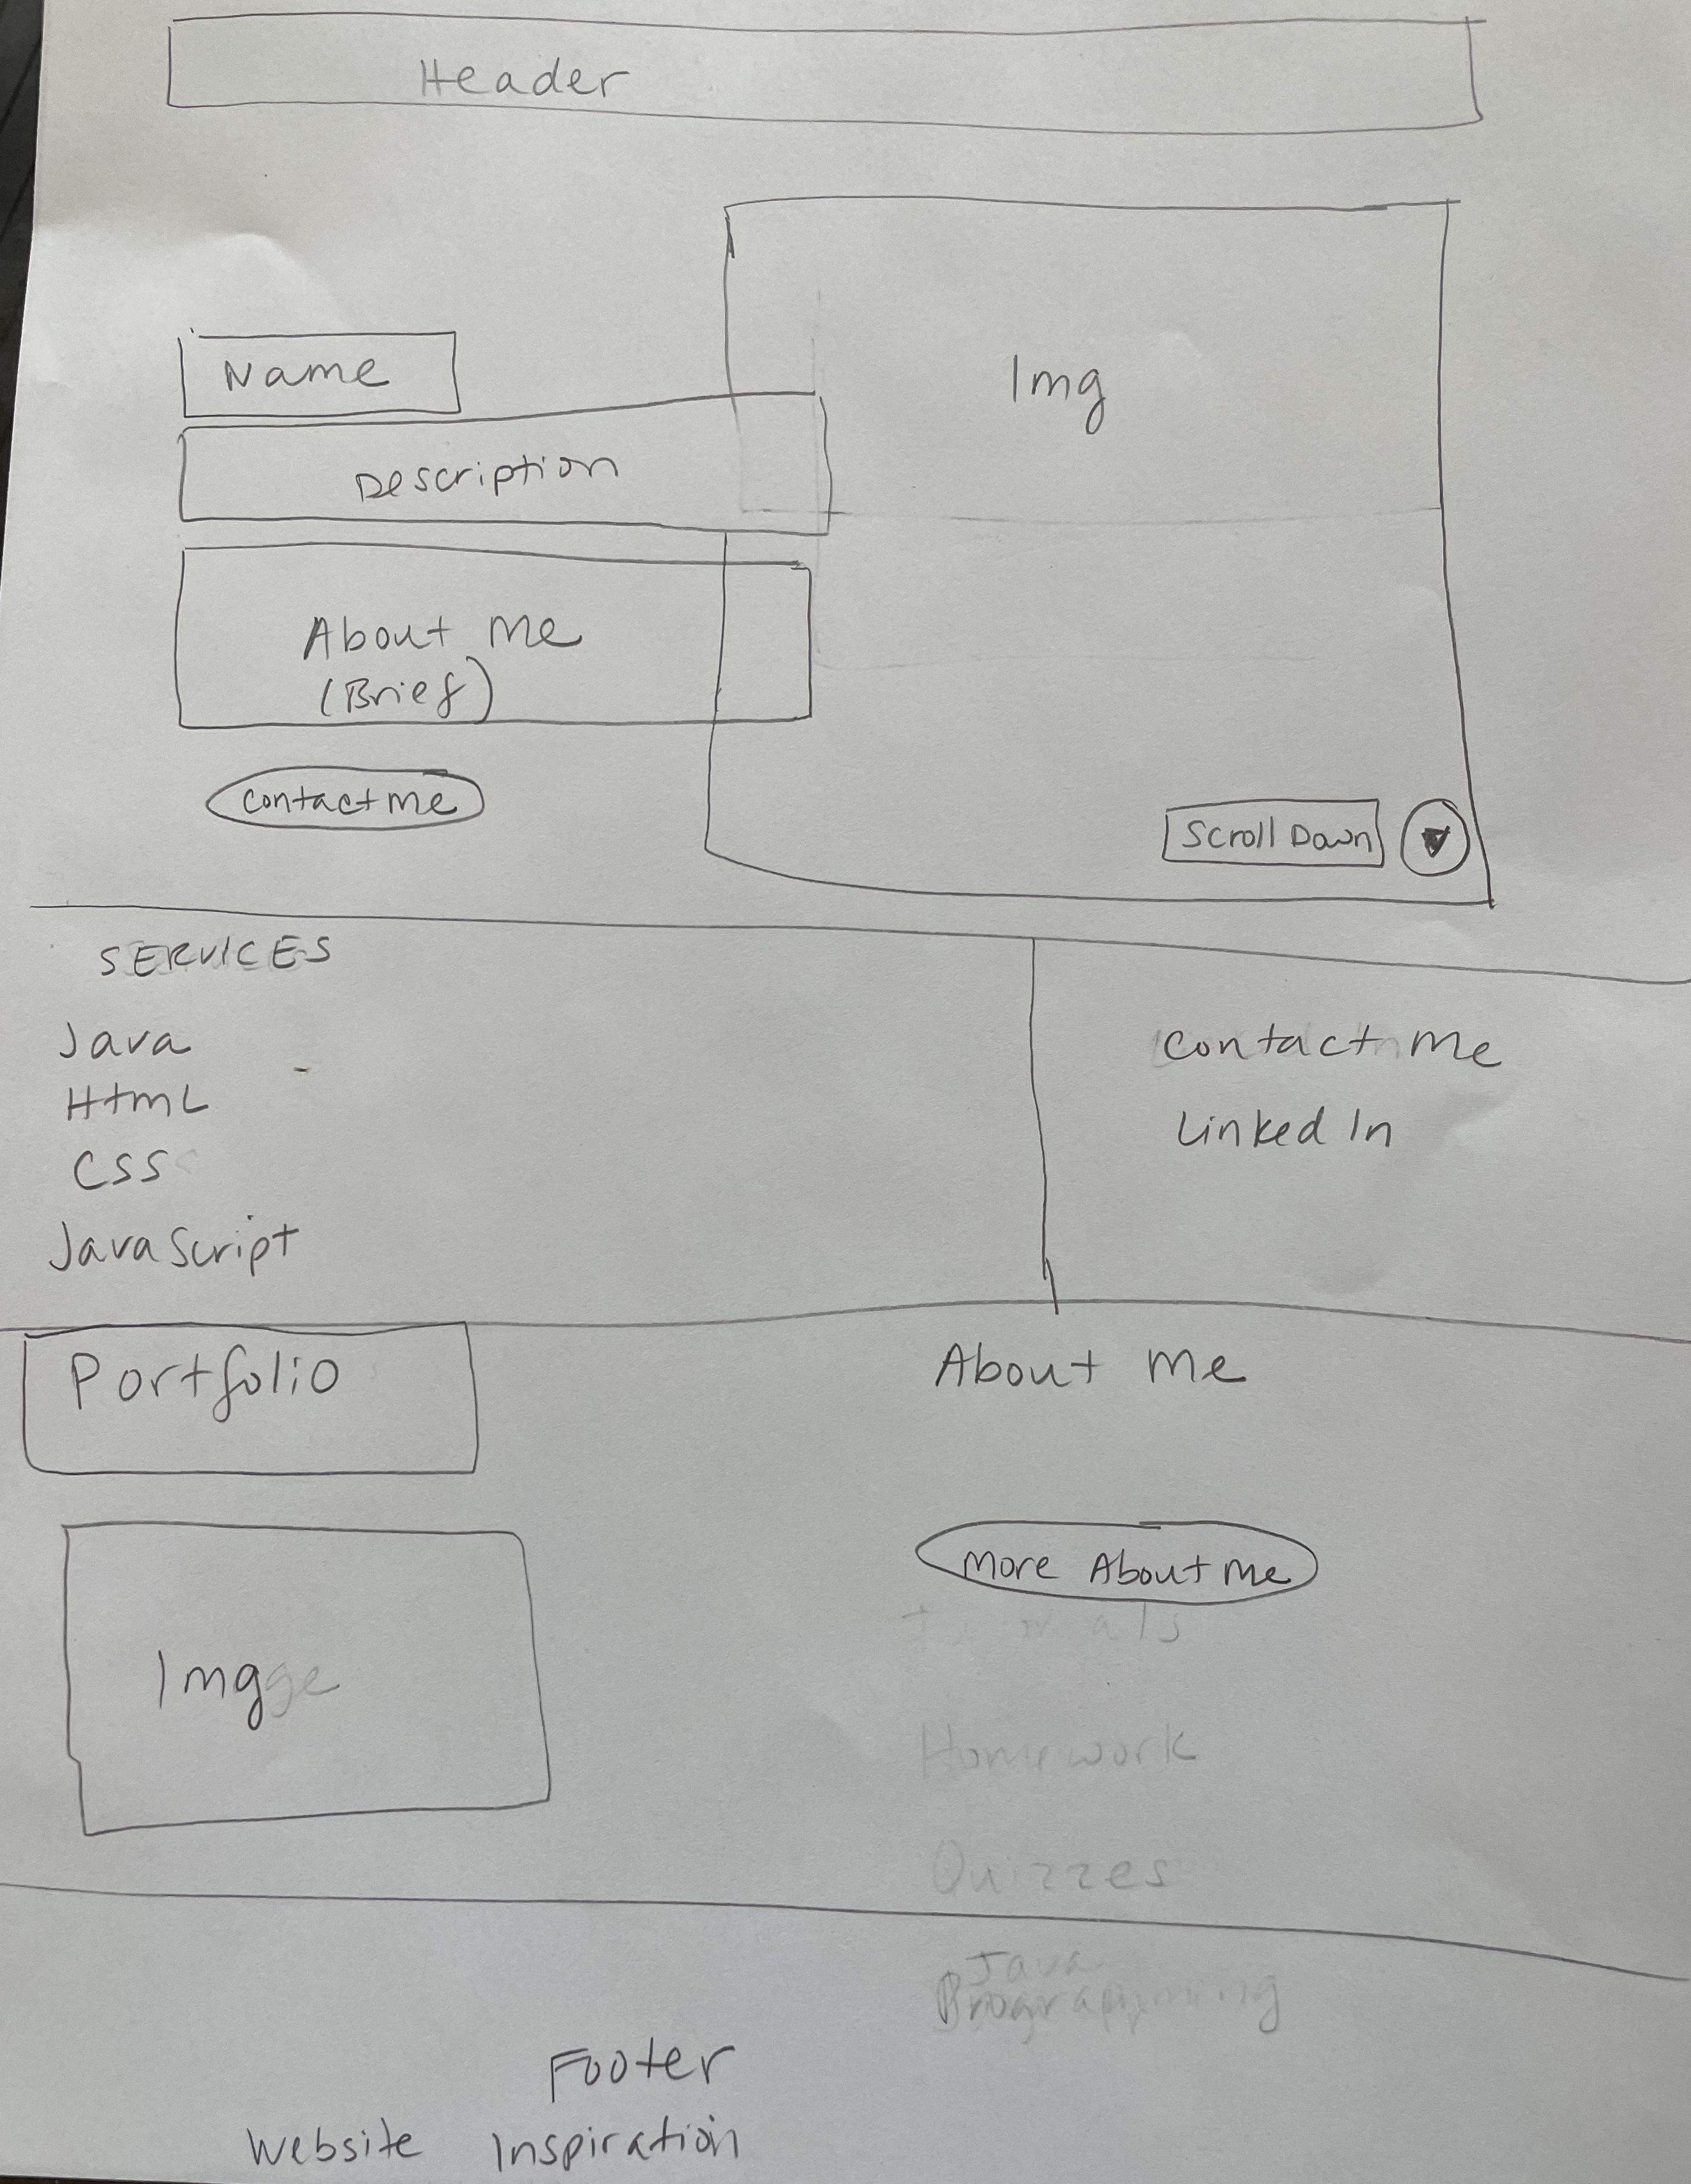 Header
Img
Name
Description
About Me
(Brief)
Contact Me
Scroll Down
SERVICES
Java
HtmL
CSS
JavaScript
Contact Me
Linked In
Portfolio
Imgge
About Me
More About Me
Homework
Quizzes
Java
Programming
Footer
Website Inspiration